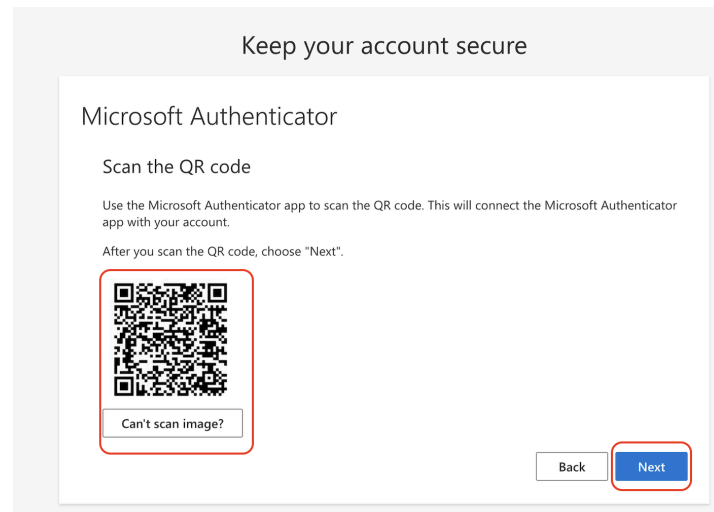 Keep your account secure
Microsoft Authenticator
Scan the QR code
Use the Microsoft Authenticator app to scan the QR code. This will connect the Microsoft Authenticator
app with your account.
After you scan the QR code, choose "Next".
Can't scan image?
Back
Next